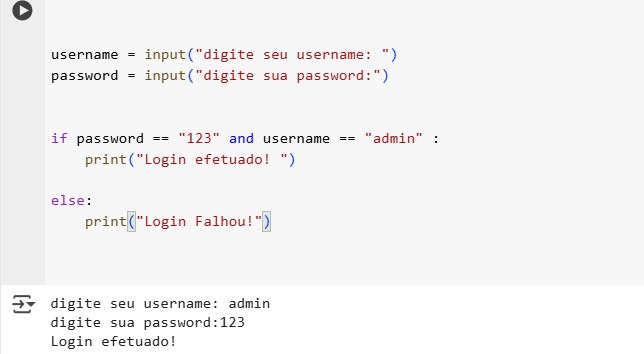 username = input("digite seu username: ")
password = input("digite sua password:")
if password == "123" and username == "admin" :
    print("Login efetuado! ")
else:
    print("Login Falhou!")
digite seu username: admin
digite sua password:123
Login efetuado!